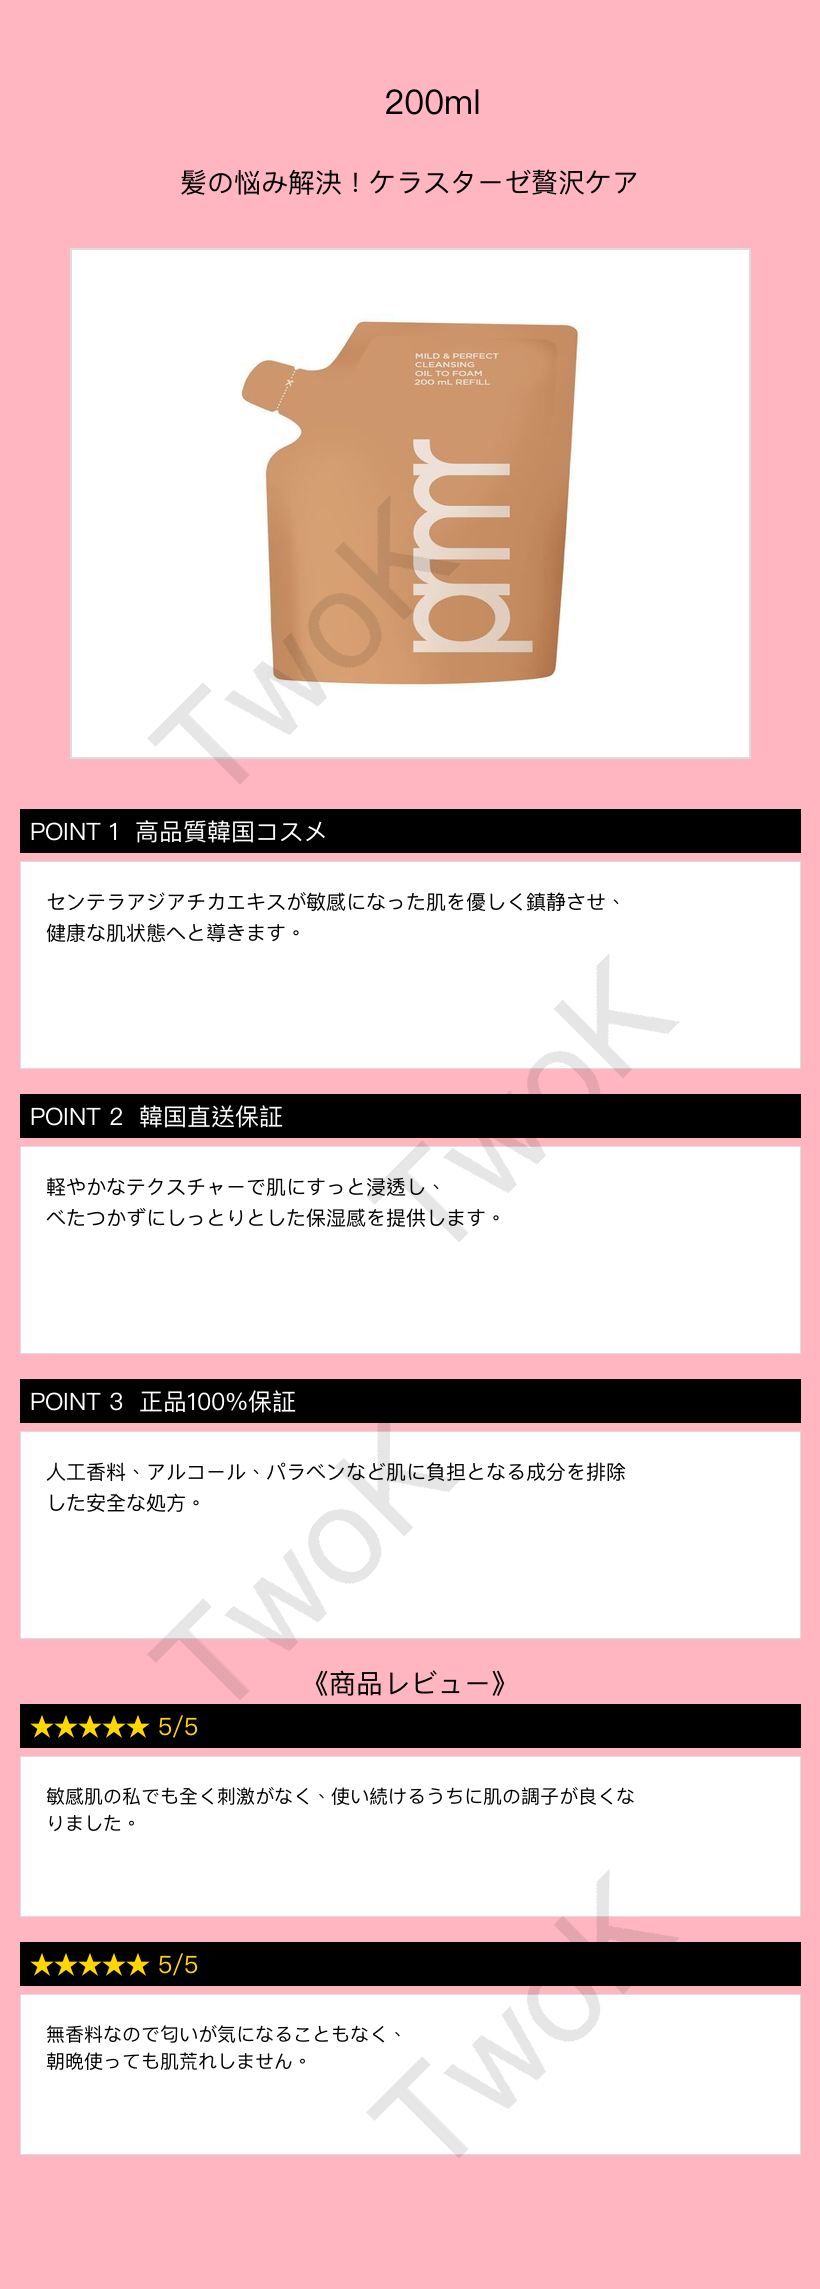 200ml
髪の悩み解決！ケラスターゼ贅沢ケア
MILD & PERFECT
CLEANSING
OIL TO FOAM
200 mL REFILL
prmr
TwoK
POINT 1 高品質韓国コスメ
センテラアジアチカエキスが敏感になった肌を優しく鎮静させ、
健康な肌状態へと導きます。
TwoK
POINT 2 韓国直送保証
軽やかなテクスチャーで肌にすっと浸透し、
べたつかずにしっとりとした保湿感を提供します。
POINT 3 正品100%保証
人工香料、アルコール、パラベンなど肌に負担となる成分を排除
した安全な処方。
TwoK
《商品レビュー》
★★★★★ 5/5
敏感肌の私でも全く刺激がなく、使い続けるうちに肌の調子が良くな
りました。
★★★★★ 5/5
無香料なので匂いが気になることもなく、
朝晩使っても肌荒れしません。
TwoK